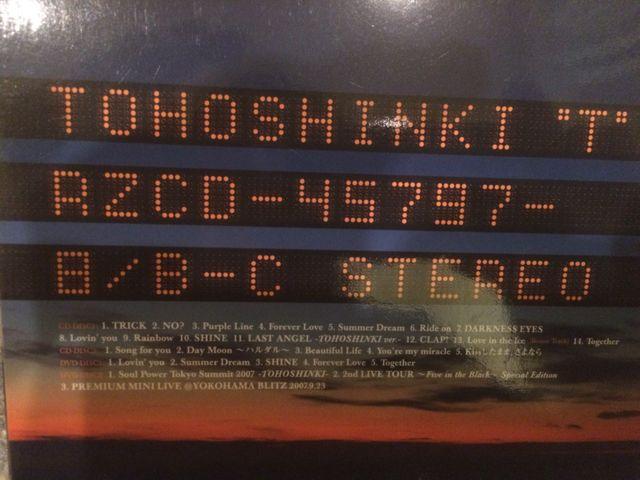 TOHOSHINKI "T"
RZCD-45797-
B/B-C STEREO
CD DISC1 1. TRICK 2. NO? 3. Purple Line 4. Forever Love 5. Summer Dream 6. Ride on 7. DARKNESS EYES
8. Lovin' you 9. Rainbow 10. SHINE 11. LAST ANGEL -TOHOSHINKI ver.- 12. CLAP! 13. Love in the Ice [Bonus Track] 14. Together
CD DISC2 1. Song for you 2. Day Moon ～ハルダル～ 3. Beautiful Life 4. You're my miracle 5. Kissしたまま、さよなら
DVD DISC1 1. Lovin' you 2. Summer Dream 3. SHINE 4. Forever Love 5. Together
DVD DISC2 1. Soul Power Tokyo Summit 2007 -TOHOSHINKI- 2. 2nd LIVE TOUR ～Five in the Black～ Special Edition
3. PREMIUM MINI LIVE @YOKOHAMA BLITZ 2007.9.23